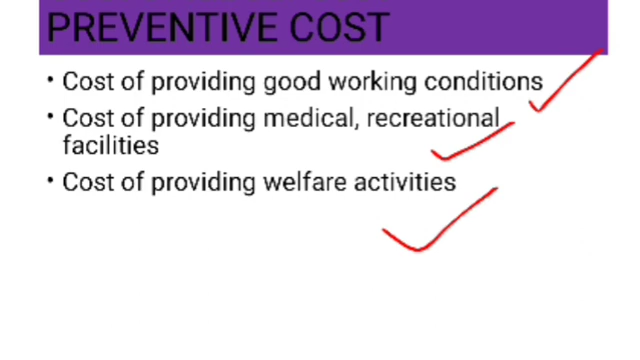 PREVENTIVE COST
• Cost of providing good working conditions
• Cost of providing medical, recreational
facilities
• Cost of providing welfare activities